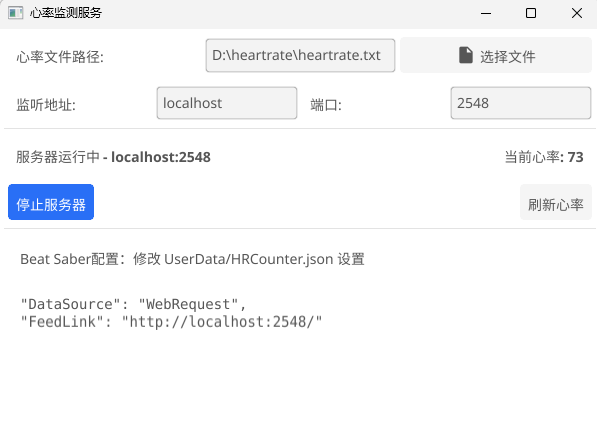 心率监测服务
心率文件路径: D:\heartrate\heartrate.txt 选择文件
监听地址: localhost 端口: 2548
服务器运行中 - localhost:2548 当前心率: 73
停止服务器 刷新心率
Beat Saber配置：修改 UserData/HRCounter.json 设置
"DataSource": "WebRequest",
"FeedLink": "http://localhost:2548/"